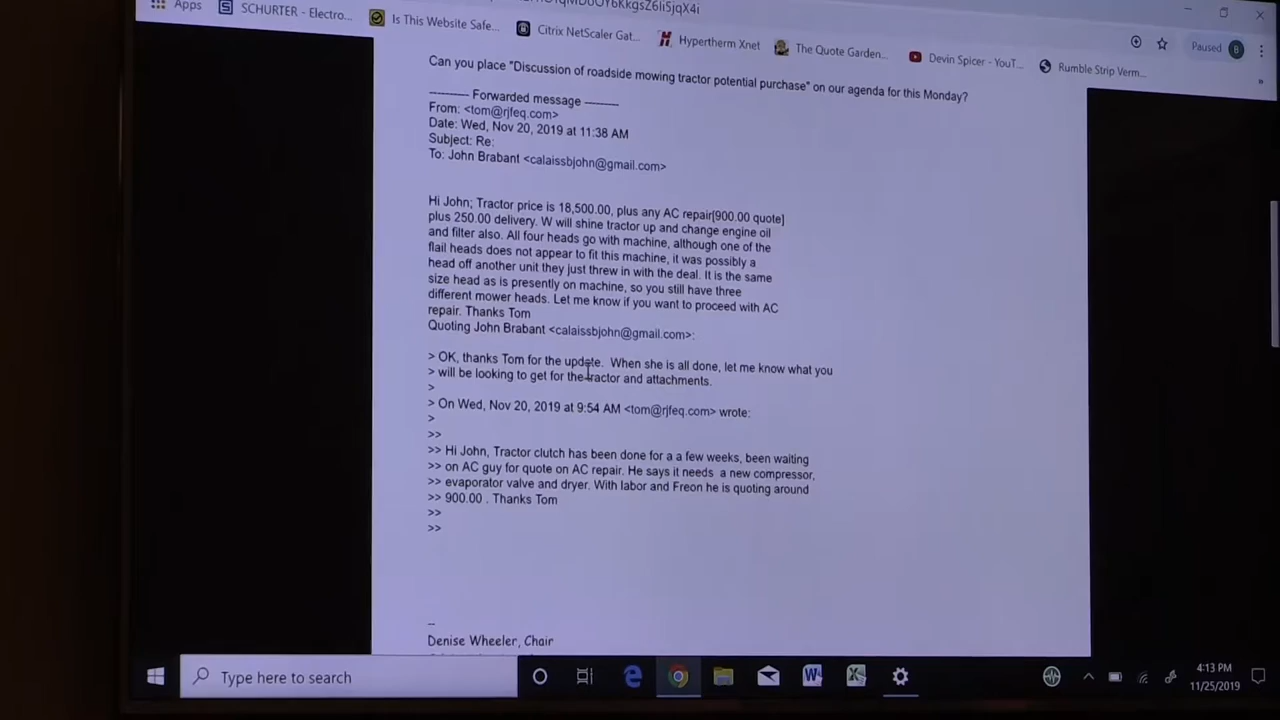 Apps
SCHURTER - Electro...
Is This Website Safe...
Citrix NetScaler Gat...
Hypertherm Xnet
The Quote Garden...
Devin Spicer - YouT...
Rumble Strip Verm...
Paused
B
»
Can you place "Discussion of roadside mowing tractor potential purchase" on our agenda for this Monday?
---------- Forwarded message ---------
From: <tom@rjfeq.com>
Date: Wed, Nov 20, 2019 at 11:38 AM
Subject: Re:
To: John Brabant <calaissbjohn@gmail.com>
Hi John; Tractor price is 18,500.00, plus any AC repair[900.00 quote]
plus 250.00 delivery. W will shine tractor up and change engine oil
and filter also. All four heads go with machine, although one of the
flail heads does not appear to fit this machine, it was possibly a
head off another unit they just threw in with the deal. It is the same
size head as is presently on machine, so you still have three
different mower heads. Let me know if you want to proceed with AC
repair. Thanks Tom
Quoting John Brabant <calaissbjohn@gmail.com>:
> OK, thanks Tom for the update. When she is all done, let me know what you
> will be looking to get for the tractor and attachments.
>
> On Wed, Nov 20, 2019 at 9:54 AM <tom@rjfeq.com> wrote:
>
>>
>> Hi John, Tractor clutch has been done for a a few weeks, been waiting
>> on AC guy for quote on AC repair. He says it needs a new compressor,
>> evaporator valve and dryer. With labor and Freon he is quoting around
>> 900.00 . Thanks Tom
>>
>>
--
Denise Wheeler, Chair
Type here to search
4:13 PM
11/25/2019